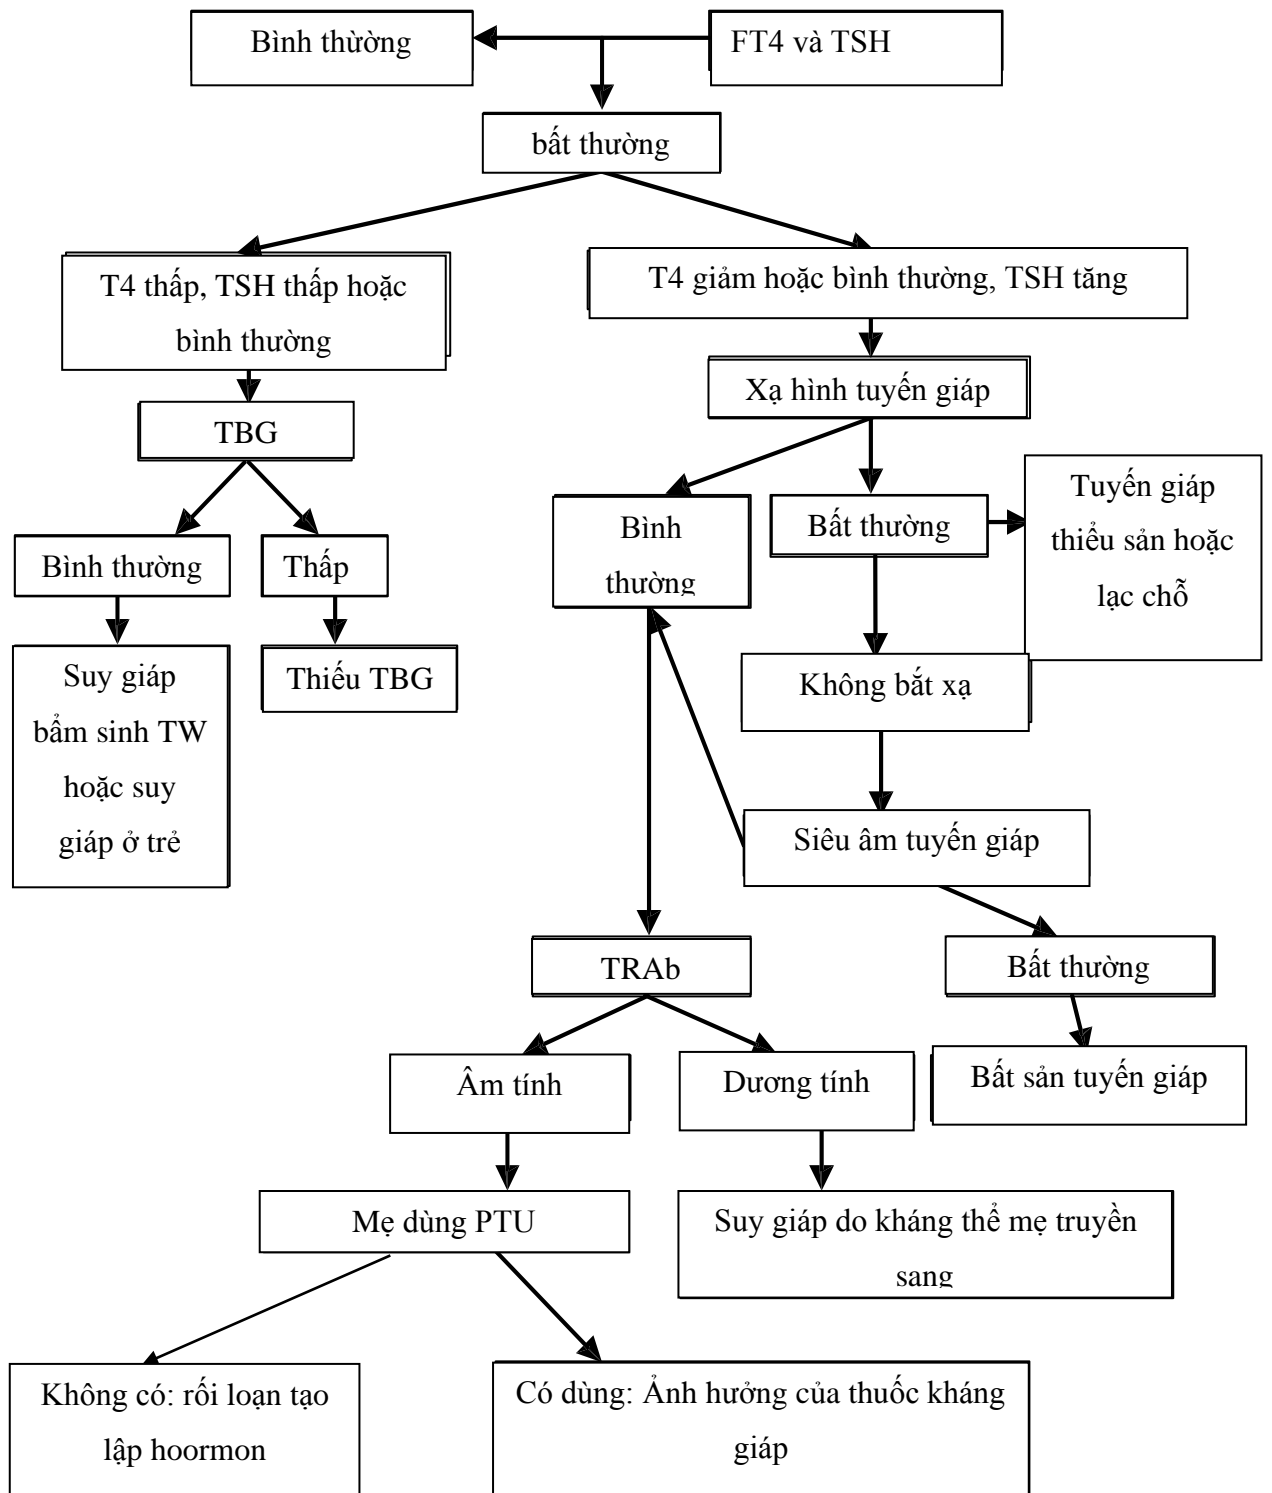 Bình thừờng
FT4 và TSH
bất thường
T4 thấp, TSH thấp hoặc
bình thường
T4 giảm hoặc bình thường, TSH tăng
Xạ hình tuyến giáp
TBG
Bình
thường
Bất thường
Tuyến giáp
thiểu sản hoặc
lạc chỗ
Bình thường
Thấp
Không bắt xạ
Suy giáp
bẩm sinh TW
hoặc suy
giáp ở trẻ
Thiếu TBG
Siêu âm tuyến giáp
TRAb
Bất thường
Âm tính
Dương tính
Bất sản tuyến giáp
Mẹ dùng PTU
Suy giáp do kháng thể mẹ truyền
sang
Không có: rối loạn tạo
lập hoormon
Có dùng: Ảnh hưởng của thuốc kháng
giáp